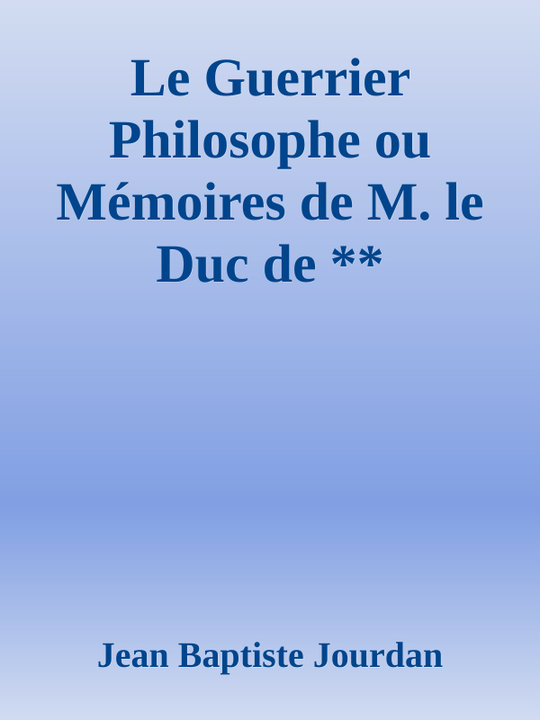 Le Guerrier
Philosophe ou
Mémoires de M. le
Duc de **
Jean Baptiste Jourdan